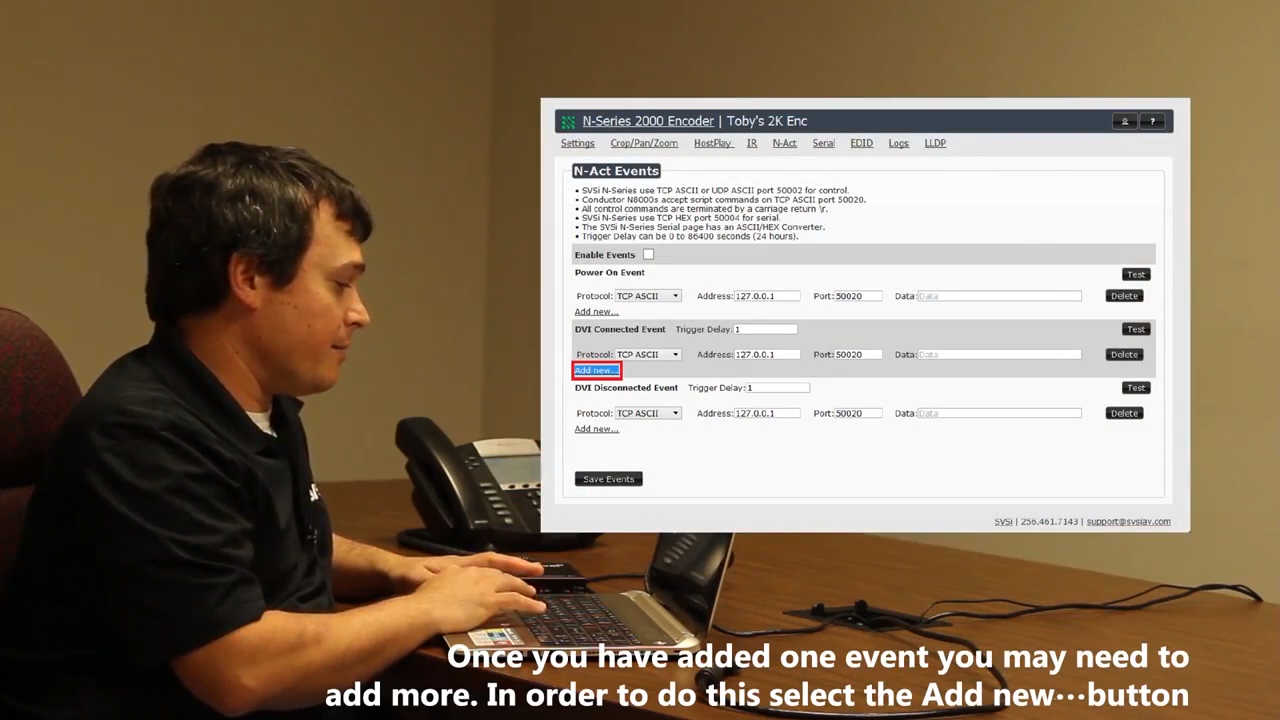 N-Series 2000 Encoder | Toby's 2K Enc ?
Settings Crop/Pan/Zoom HostPlay IR N-Act Serial EDID Logs LLDP
N-Act Events
• SVSi N-Series use TCP ASCII or UDP ASCII port 50002 for control.
• Conductor N8000s accept script commands on TCP ASCII port 50020.
• All control commands are terminated by a carriage return \r.
• SVSi N-Series use TCP HEX port 50004 for serial.
• The SVSi N-Series Serial page has an ASCII/HEX Converter.
• Trigger Delay can be 0 to 86400 seconds (24 hours).
Enable Events
Power On Event Test
Protocol: TCP ASCII Address: 127.0.0.1 Port: 50020 Data: Data Delete
Add new...
DVI Connected Event Trigger Delay: 1 Test
Protocol: TCP ASCII Address: 127.0.0.1 Port: 50020 Data: Data Delete
Add new...
DVI Disconnected Event Trigger Delay: 1 Test
Protocol: TCP ASCII Address: 127.0.0.1 Port: 50020 Data: Data Delete
Add new...
Save Events
SVSi | 256.461.7143 | support@svsiav.com
Once you have added one event you may need to
add more. In order to do this select the Add new⋯button